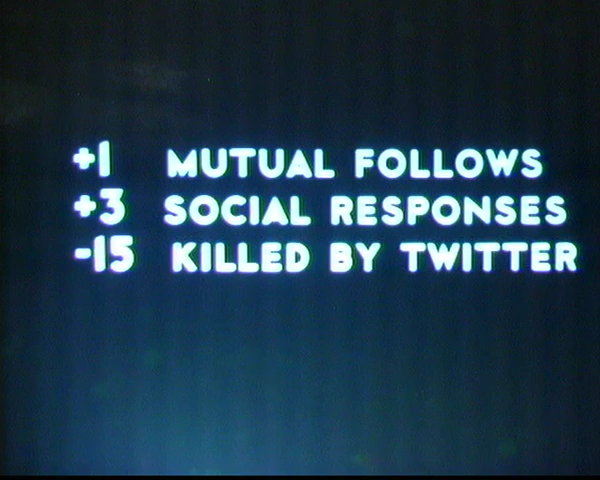 +1 MUTUAL FOLLOWS
+3 SOCIAL RESPONSES
-15 KILLED BY TWITTER